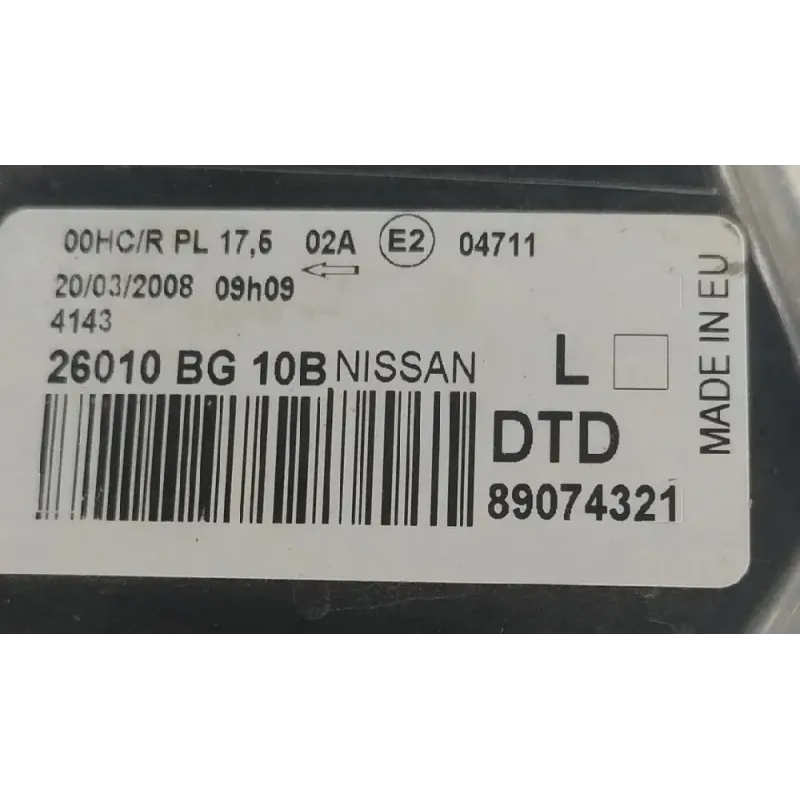 00HC/R PL 17,5 02A E2 04711
20/03/2008 09h09
4143
26010 BG 10B NISSAN L
DTD
89074321
MADE IN EU